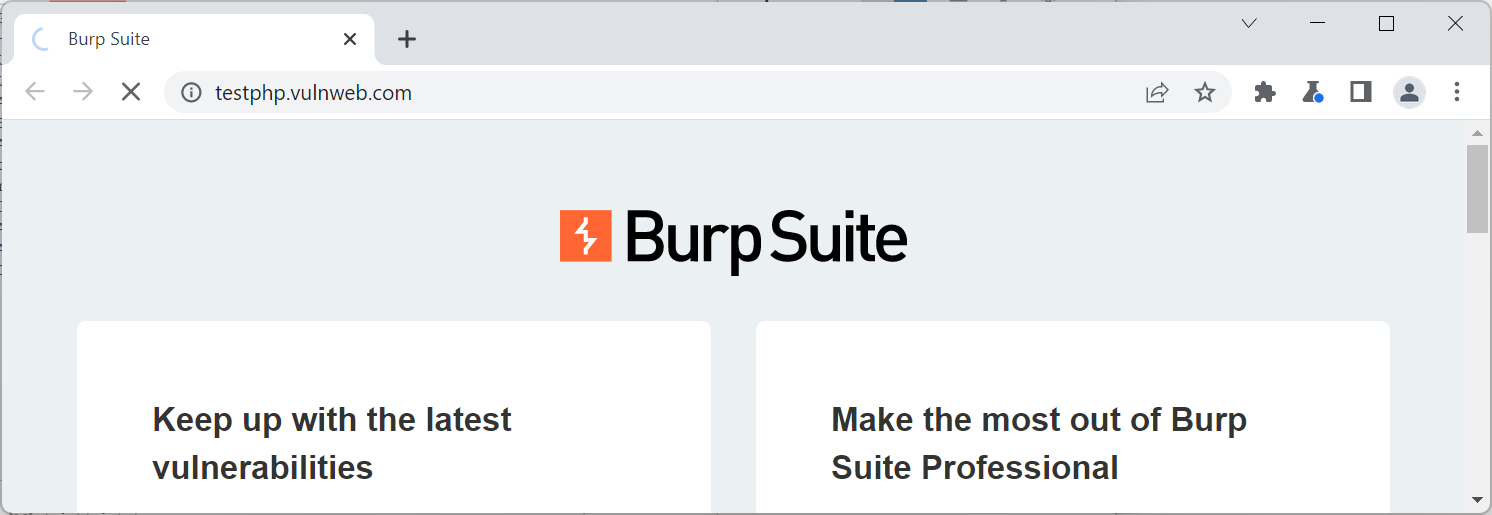 Burp Suite
testphp.vulnweb.com
Burp Suite
Keep up with the latest
vulnerabilities
Make the most out of Burp
Suite Professional